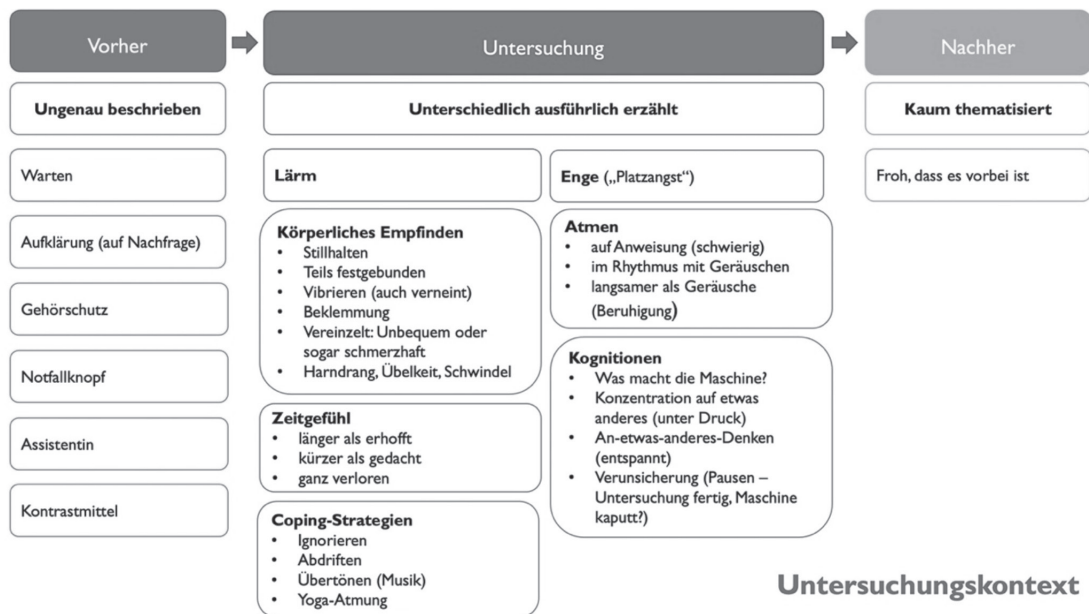 Vorher
Untersuchung
Nachher
Ungenau beschrieben
Unterschiedlich ausführlich erzählt
Kaum thematisiert
Warten
Aufklärung (auf Nachfrage)
Gehörschutz
Notfallknopf
Assistentin
Kontrastmittel
Lärm
Körperliches Empfinden
• Stillhalten
• Teils festgebunden
• Vibrieren (auch verneint)
• Beklemmung
• Vereinzelt: Unbequem oder
sogar schmerzhaft
• Harndrang, Übelkeit, Schwindel
Zeitgefühl
• länger als erhofft
• kürzer als gedacht
• ganz verloren
Coping-Strategien
• Ignorieren
• Abdriften
• Übertönen (Musik)
• Yoga-Atmung
Enge („Platzangst“)
Atmen
• auf Anweisung (schwierig)
• im Rhythmus mit Geräuschen
• langsamer als Geräusche
(Beruhigung)
Kognitionen
• Was macht die Maschine?
• Konzentration auf etwas
anderes (unter Druck)
• An-etwas-anderes-Denken
(entspannt)
• Verunsicherung (Pausen –
Untersuchung fertig, Maschine
kaputt?)
Froh, dass es vorbei ist
Untersuchungskontext